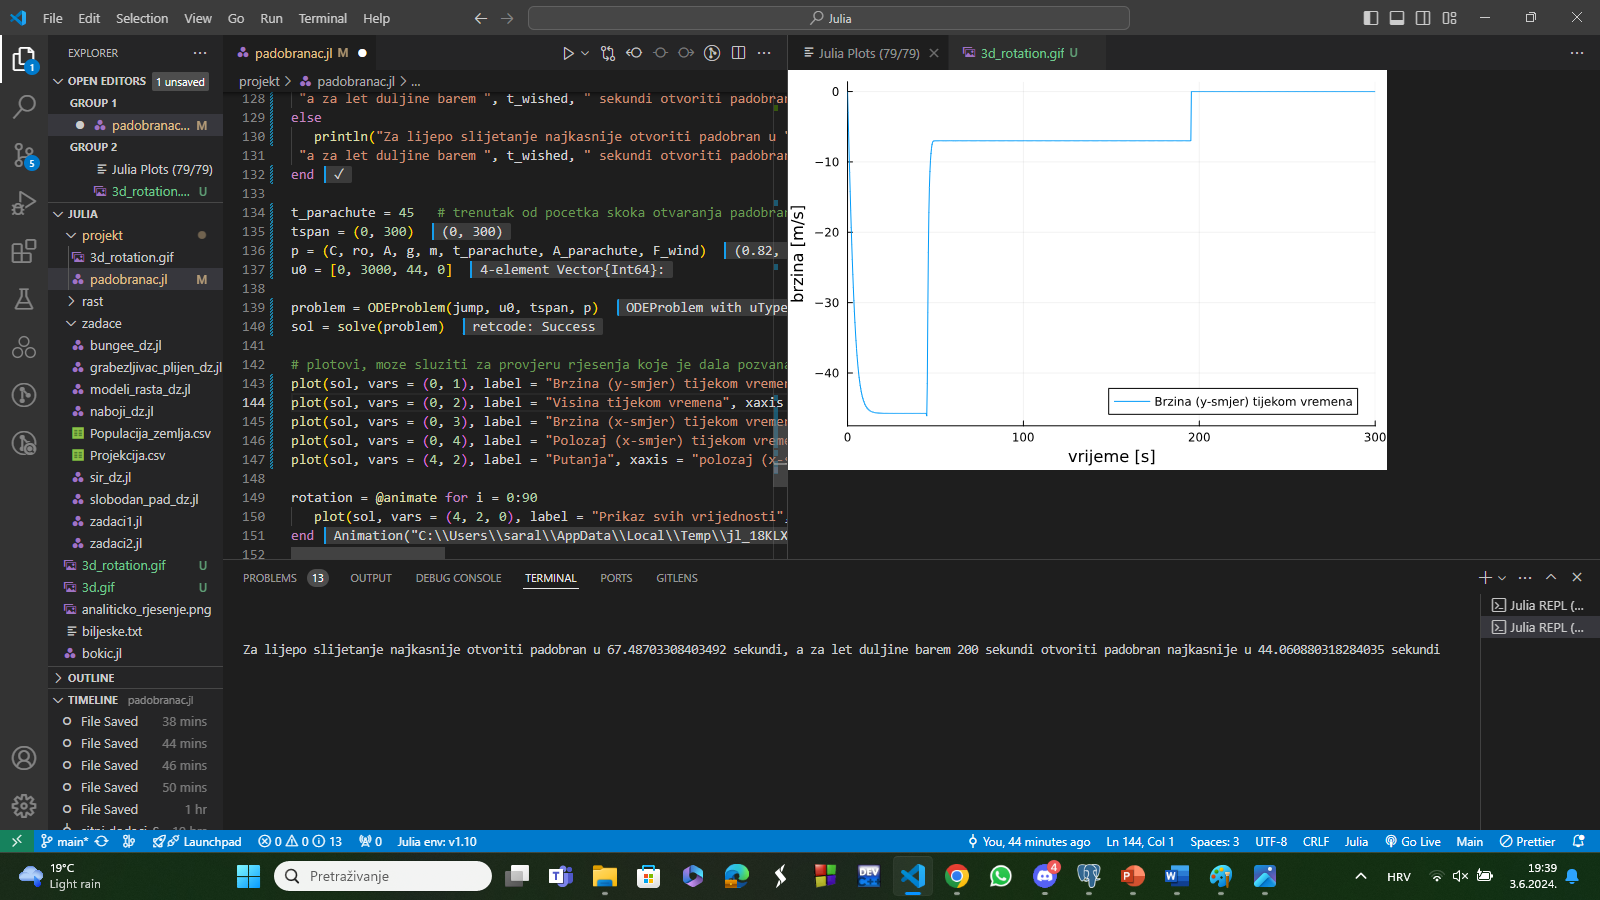 File Edit Selection View Go Run Terminal Help
Julia
EXPLORER
OPEN EDITORS 1 unsaved
GROUP 1
padobranac... M
GROUP 2
Julia Plots (79/79)
3d_rotation.... U
JULIA
projekt
3d_rotation.gif
padobranac.jl M
rast
zadace
bungee_dz.jl
grabezljivac_plijen_dz.jl
modeli_rasta_dz.jl
naboji_dz.jl
Populacija_zemlja.csv
Projekcija.csv
sir_dz.jl
slobodan_pad_dz.jl
zadaci1.jl
zadaci2.jl
3d_rotation.gif U
3d.gif U
analiticko_rjesenje.png
biljeske.txt
bokic.jl
OUTLINE
TIMELINE padobranac.jl
File Saved 38 mins
File Saved 44 mins
File Saved 46 mins
File Saved 50 mins
File Saved 1 hr
padobranac.jl M
projekt > padobranac.jl > ...
128 "a za let duljine barem ", t_wished, " sekundi otvoriti padobran
129 else
130 println("Za lijepo slijetanje najkasnije otvoriti padobran u "
131 "a za let duljine barem ", t_wished, " sekundi otvoriti padobran
132 end ✓
133
134 t_parachute = 45 # trenutak od pocetka skoka otvaranja padobran
135 tspan = (0, 300) (0, 300)
136 p = (C, ro, A, g, m, t_parachute, A_parachute, F_wind) (0.82,
137 u0 = [0, 3000, 44, 0] 4-element Vector{Int64}:
138
139 problem = ODEProblem(jump, u0, tspan, p) ODEProblem with uType
140 sol = solve(problem) retcode: Success
141
142 # plotovi, moze sluziti za provjeru rjesenja koje je dala pozvana
143 plot(sol, vars = (0, 1), label = "Brzina (y-smjer) tijekom vremen
144 plot(sol, vars = (0, 2), label = "Visina tijekom vremena", xaxis
145 plot(sol, vars = (0, 3), label = "Brzina (x-smjer) tijekom vremen
146 plot(sol, vars = (0, 4), label = "Polozaj (x-smjer) tijekom vreme
147 plot(sol, vars = (4, 2), label = "Putanja", xaxis = "polozaj (x-s
148
149 rotation = @animate for i = 0:90
150 plot(sol, vars = (4, 2, 0), label = "Prikaz svih vrijednosti",
151 end Animation("C:\\Users\\saral\\AppData\\Local\\Temp\\jl_18KLX
152
Julia Plots (79/79) 3d_rotation.gif U
0
−10
−20
−30
−40
brzina [m/s]
Brzina (y-smjer) tijekom vremena
0 100 200 300
vrijeme [s]
PROBLEMS 13 OUTPUT DEBUG CONSOLE TERMINAL PORTS GITLENS
Za lijepo slijetanje najkasnije otvoriti padobran u 67.48703308403492 sekundi, a za let duljine barem 200 sekundi otvoriti padobran najkasnije u 44.060880318284035 sekundi
Julia REPL (...
Julia REPL (...
main* Launchpad 0 0 13 0 Julia env: v1.10 You, 44 minutes ago Ln 144, Col 1 Spaces: 3 UTF-8 CRLF Julia Go Live Main Prettier
19°C
Light rain
Pretraživanje
DEV
HRV
19:39
3.6.2024.